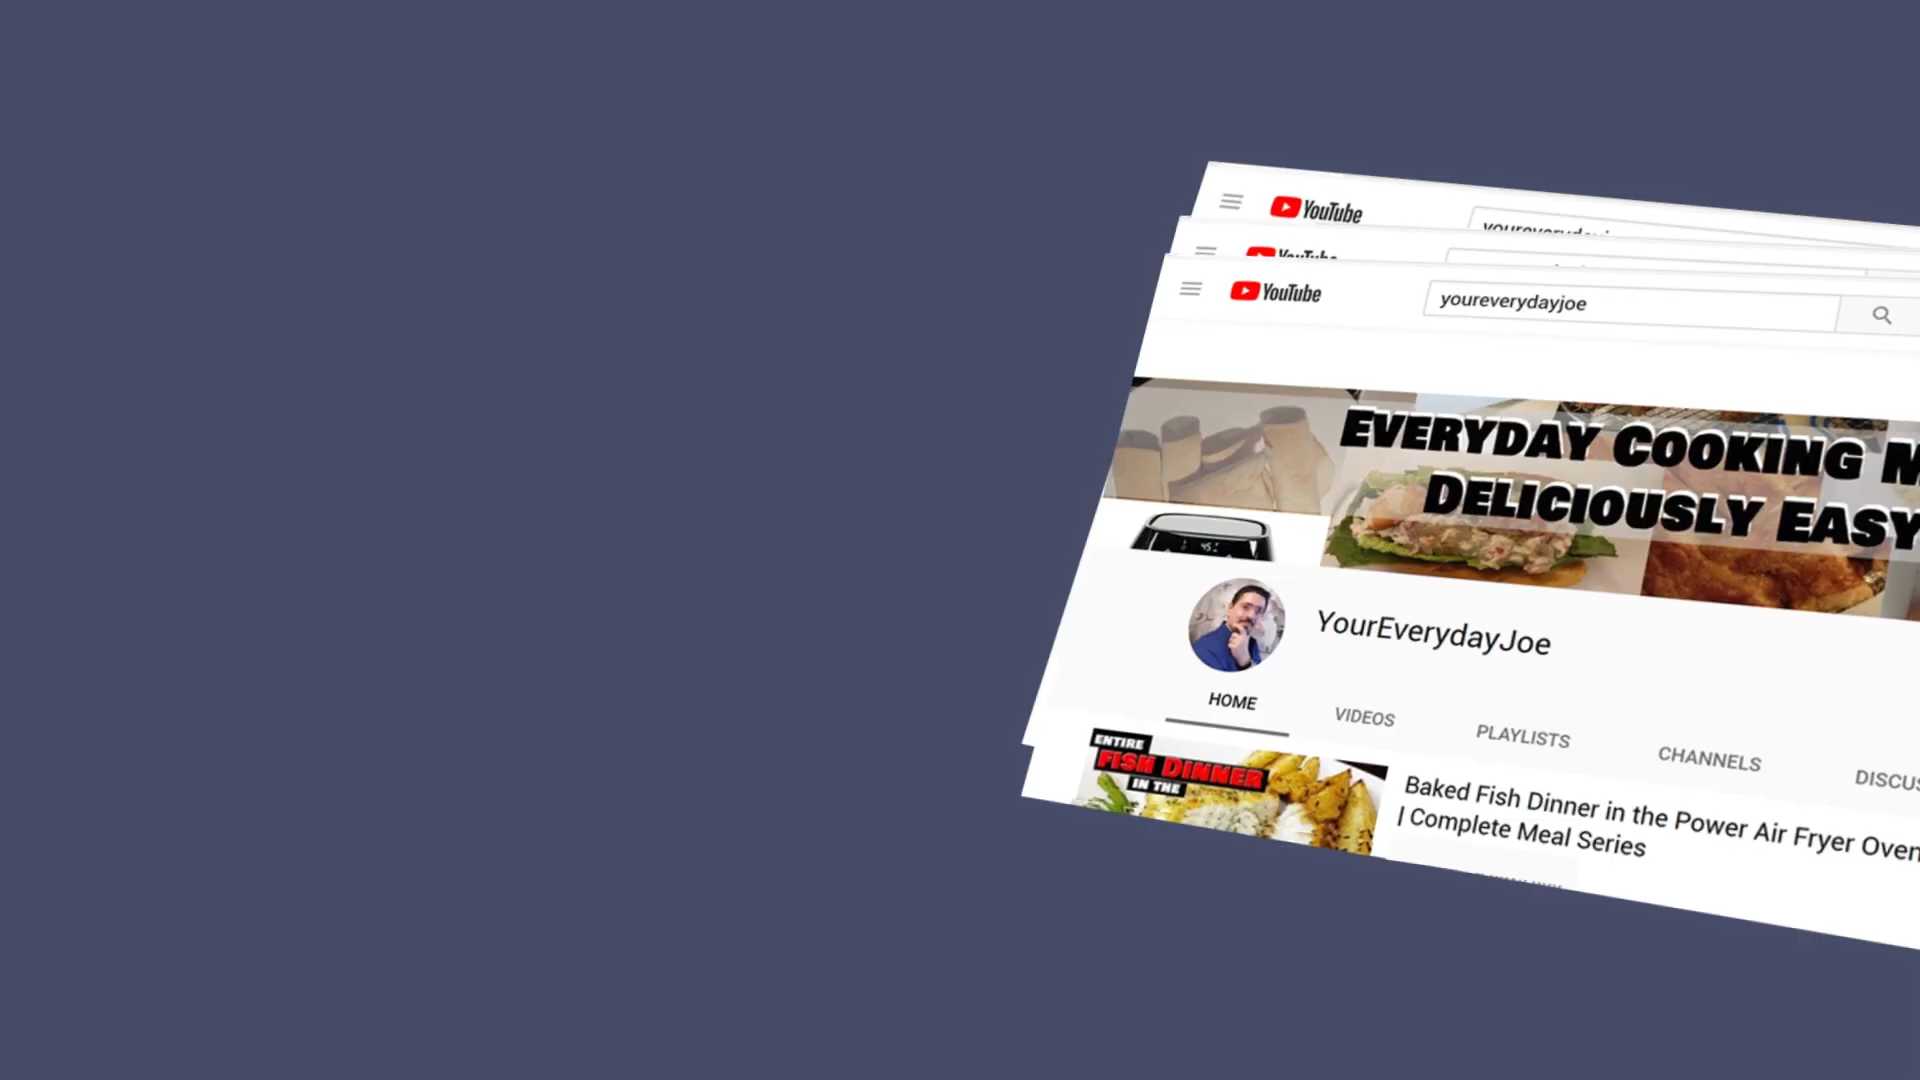 YouTube
YouTube
YouTube
youreverydayjoe
EVERYDAY COOKING
DELICIOUSLY EASY
YourEverydayJoe
HOME
VIDEOS
PLAYLISTS
CHANNELS
ENTIRE
FISH DINNER
IN THE
Baked Fish Dinner in the Power Air Fryer Oven
| Complete Meal Series